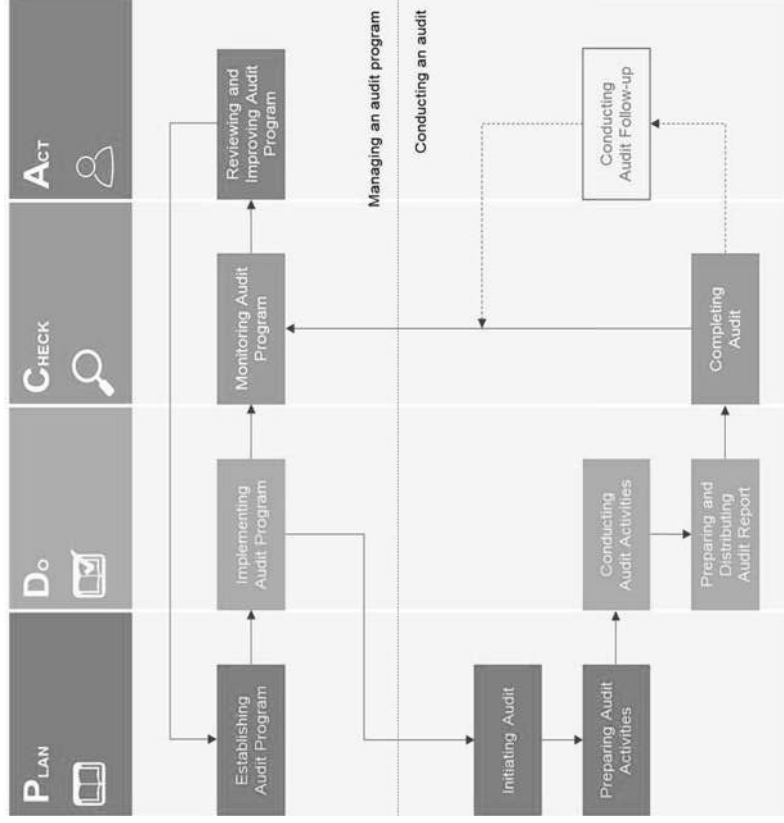 PLAN
DO
CHECK
ACT
Establishing
Audit Program
Implementing
Audit Program
Monitoring Audit
Program
Reviewing and
Improving Audit
Program
Managing an audit program
Conducting an audit
Initiating Audit
Preparing Audit
Activities
Conducting
Audit Activities
Preparing and
Distributing
Audit Report
Completing
Audit
Conducting
Audit Follow-up